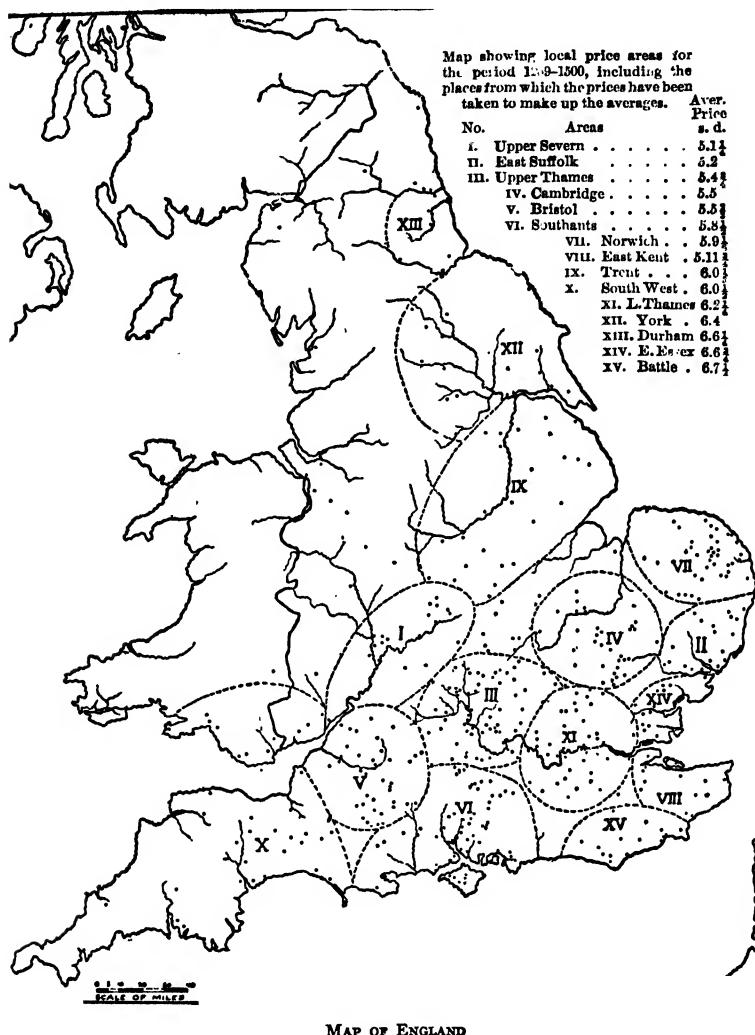 Map showing local price areas for
the period 1259-1500, including the
places from which the prices have been
taken to make up the averages.
Aver.
Price
No. Areas s. d.
I. Upper Severn . . . . . . 5.1½
II. East Suffolk . . . . . . 5.2
III. Upper Thames . . . . . . 5.4¾
IV. Cambridge . . . . . . 5.5
V. Bristol . . . . . . . 5.5¾
VI. Southants . . . . . . 5.8½
VII. Norwich . . . . 5.9½
VIII. East Kent . 5.11¾
IX. Trent . . . 6.0½
X. South West . 6.0½
XI. L. Thames 6.2½
XII. York . 6.4
XIII. Durham 6.6½
XIV. E. Essex 6.6¾
XV. Battle . 6.7½
XIII
XII
IX
VII
I
IV
II
III
XIV
XI
V
VI
VIII
X
XV
SCALE OF MILES
MAP OF ENGLAND